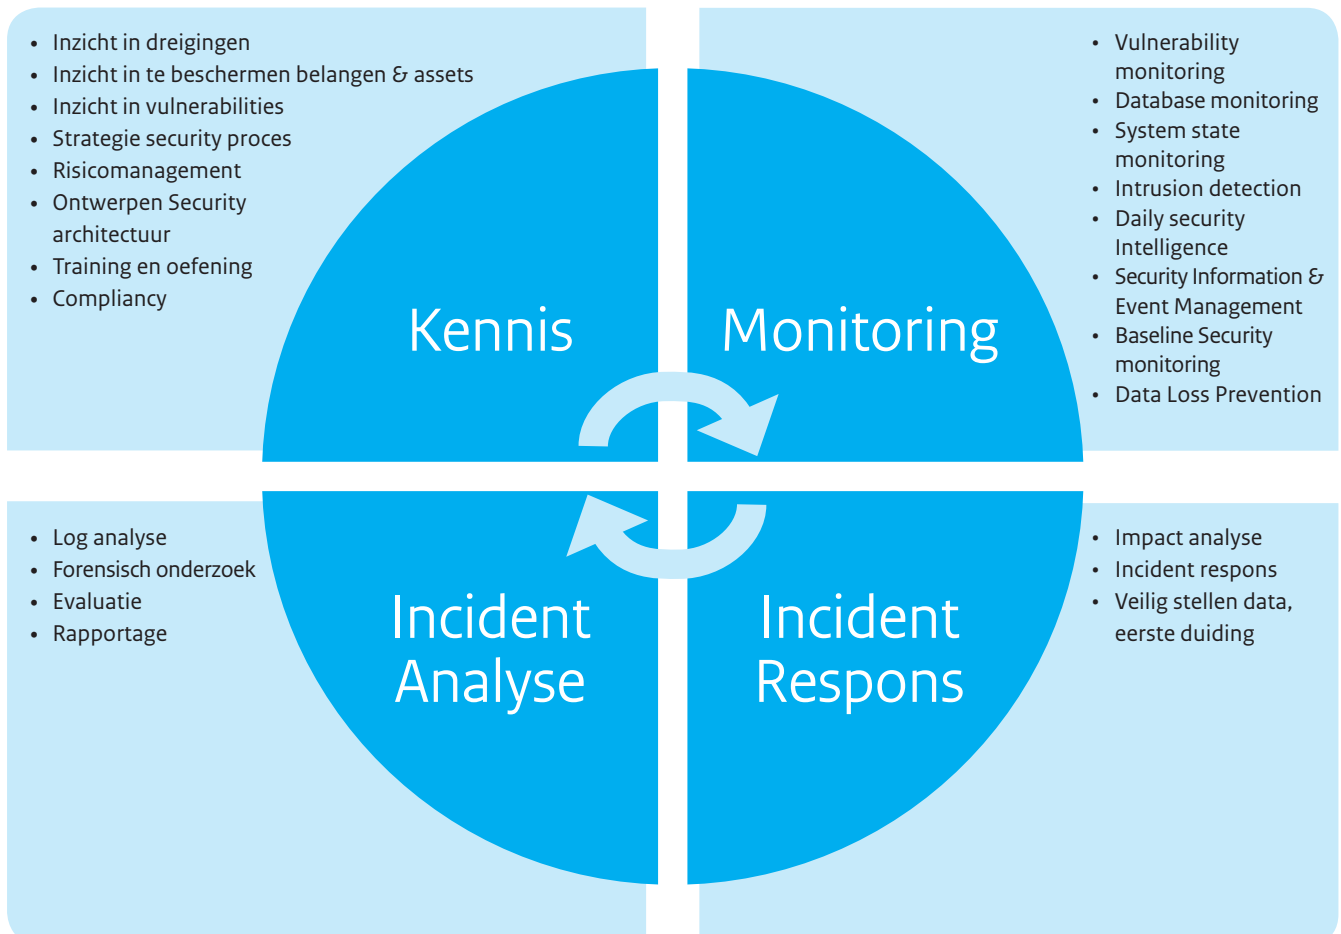 • Inzicht in dreigingen
• Inzicht in te beschermen belangen & assets
• Inzicht in vulnerabilities
• Strategie security proces
• Risicomanagement
• Ontwerpen Security
architectuur
• Training en oefening
• Compliancy
Kennis
• Vulnerability
monitoring
• Database monitoring
• System state
monitoring
• Intrusion detection
• Daily security
Intelligence
• Security Information &
Event Management
• Baseline Security
monitoring
• Data Loss Prevention
Monitoring
• Log analyse
• Forensisch onderzoek
• Evaluatie
• Rapportage
Incident
Analyse
• Impact analyse
• Incident respons
• Veilig stellen data,
eerste duiding
Incident
Respons